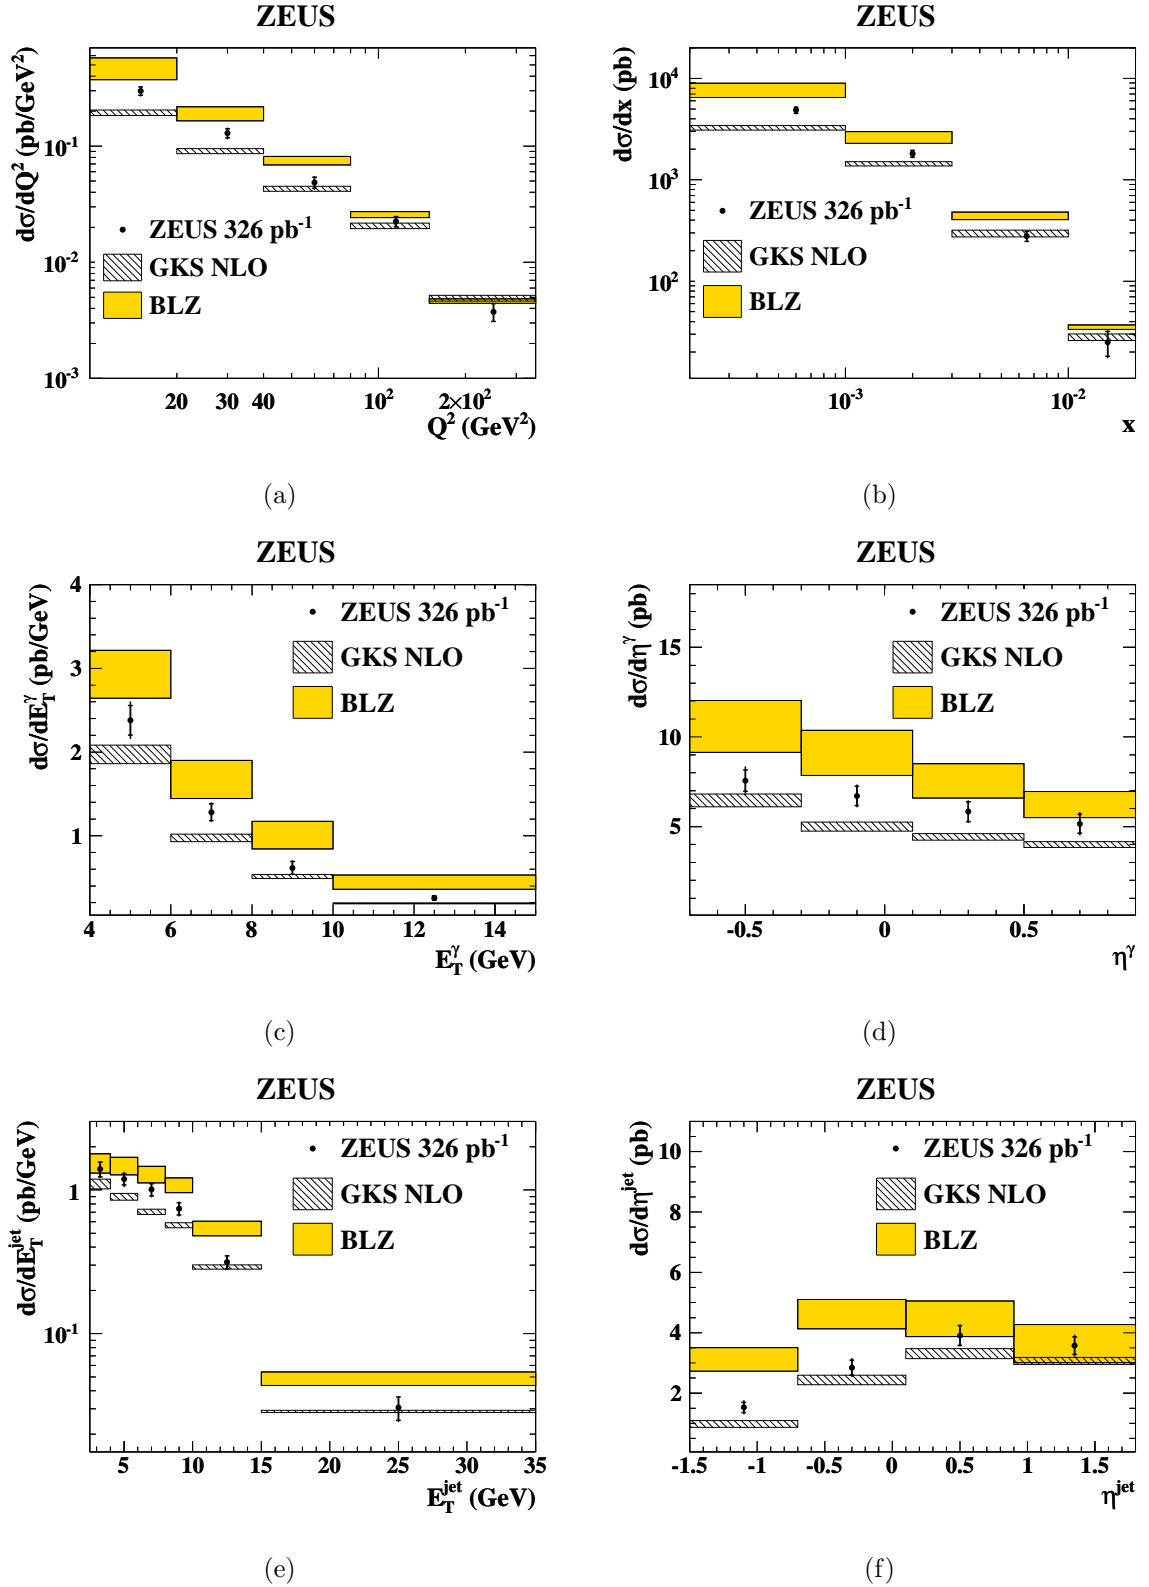 ZEUS
dσ/dQ² (pb/GeV²)
10⁻¹
10⁻²
10⁻³
ZEUS 326 pb⁻¹
GKS NLO
BLZ
20 30 40 10² 2×10²
Q² (GeV²)
(a)
ZEUS
dσ/dx (pb)
10⁴
10³
10²
ZEUS 326 pb⁻¹
GKS NLO
BLZ
10⁻³ 10⁻²
x
(b)
ZEUS
dσ/dE_T^γ (pb/GeV)
4
3
2
1
ZEUS 326 pb⁻¹
GKS NLO
BLZ
4 6 8 10 12 14
E_T^γ (GeV)
(c)
ZEUS
dσ/dη^γ (pb)
15
10
5
ZEUS 326 pb⁻¹
GKS NLO
BLZ
-0.5 0 0.5
η^γ
(d)
ZEUS
dσ/dE_T^jet (pb/GeV)
1
10⁻¹
ZEUS 326 pb⁻¹
GKS NLO
BLZ
5 10 15 20 25 30 35
E_T^jet (GeV)
(e)
ZEUS
dσ/dη^jet (pb)
10
8
6
4
2
ZEUS 326 pb⁻¹
GKS NLO
BLZ
-1.5 -1 -0.5 0 0.5 1 1.5
η^jet
(f)